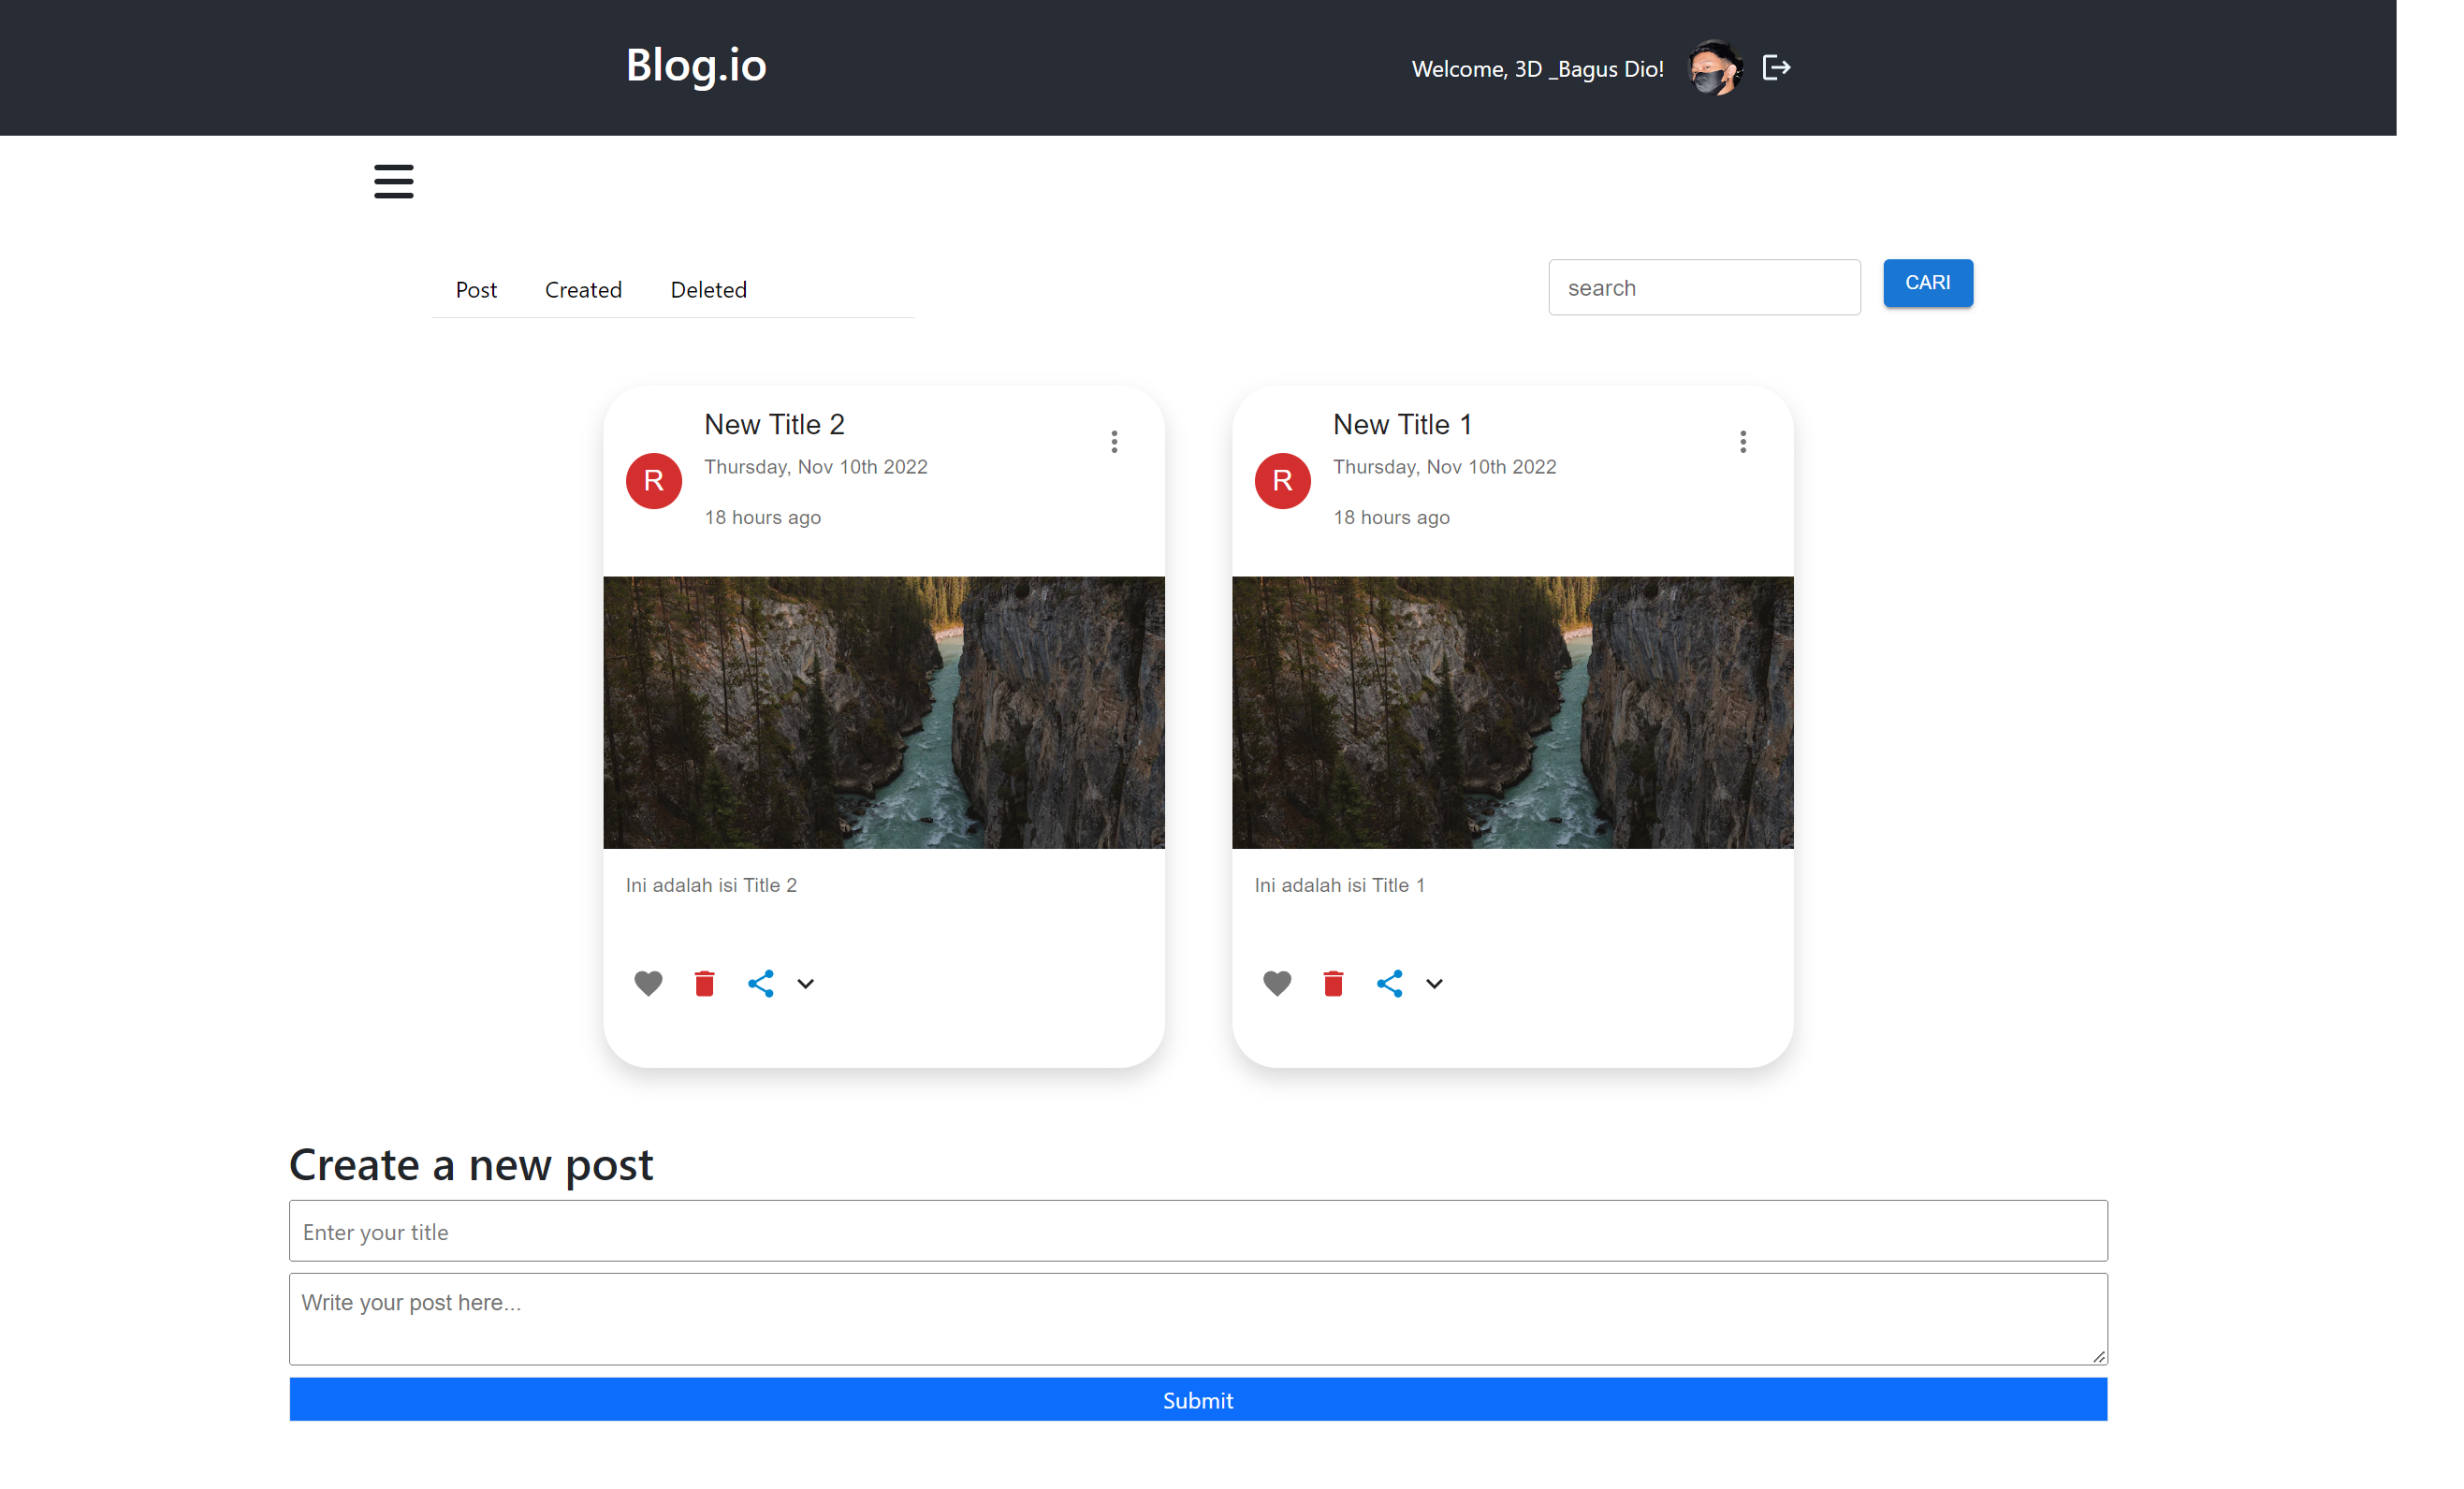 Blog.io
Welcome, 3D _Bagus Dio!
Post Created Deleted
search
CARI
New Title 2
R
Thursday, Nov 10th 2022
18 hours ago
Ini adalah isi Title 2
New Title 1
R
Thursday, Nov 10th 2022
18 hours ago
Ini adalah isi Title 1
Create a new post
Enter your title
Write your post here...
Submit